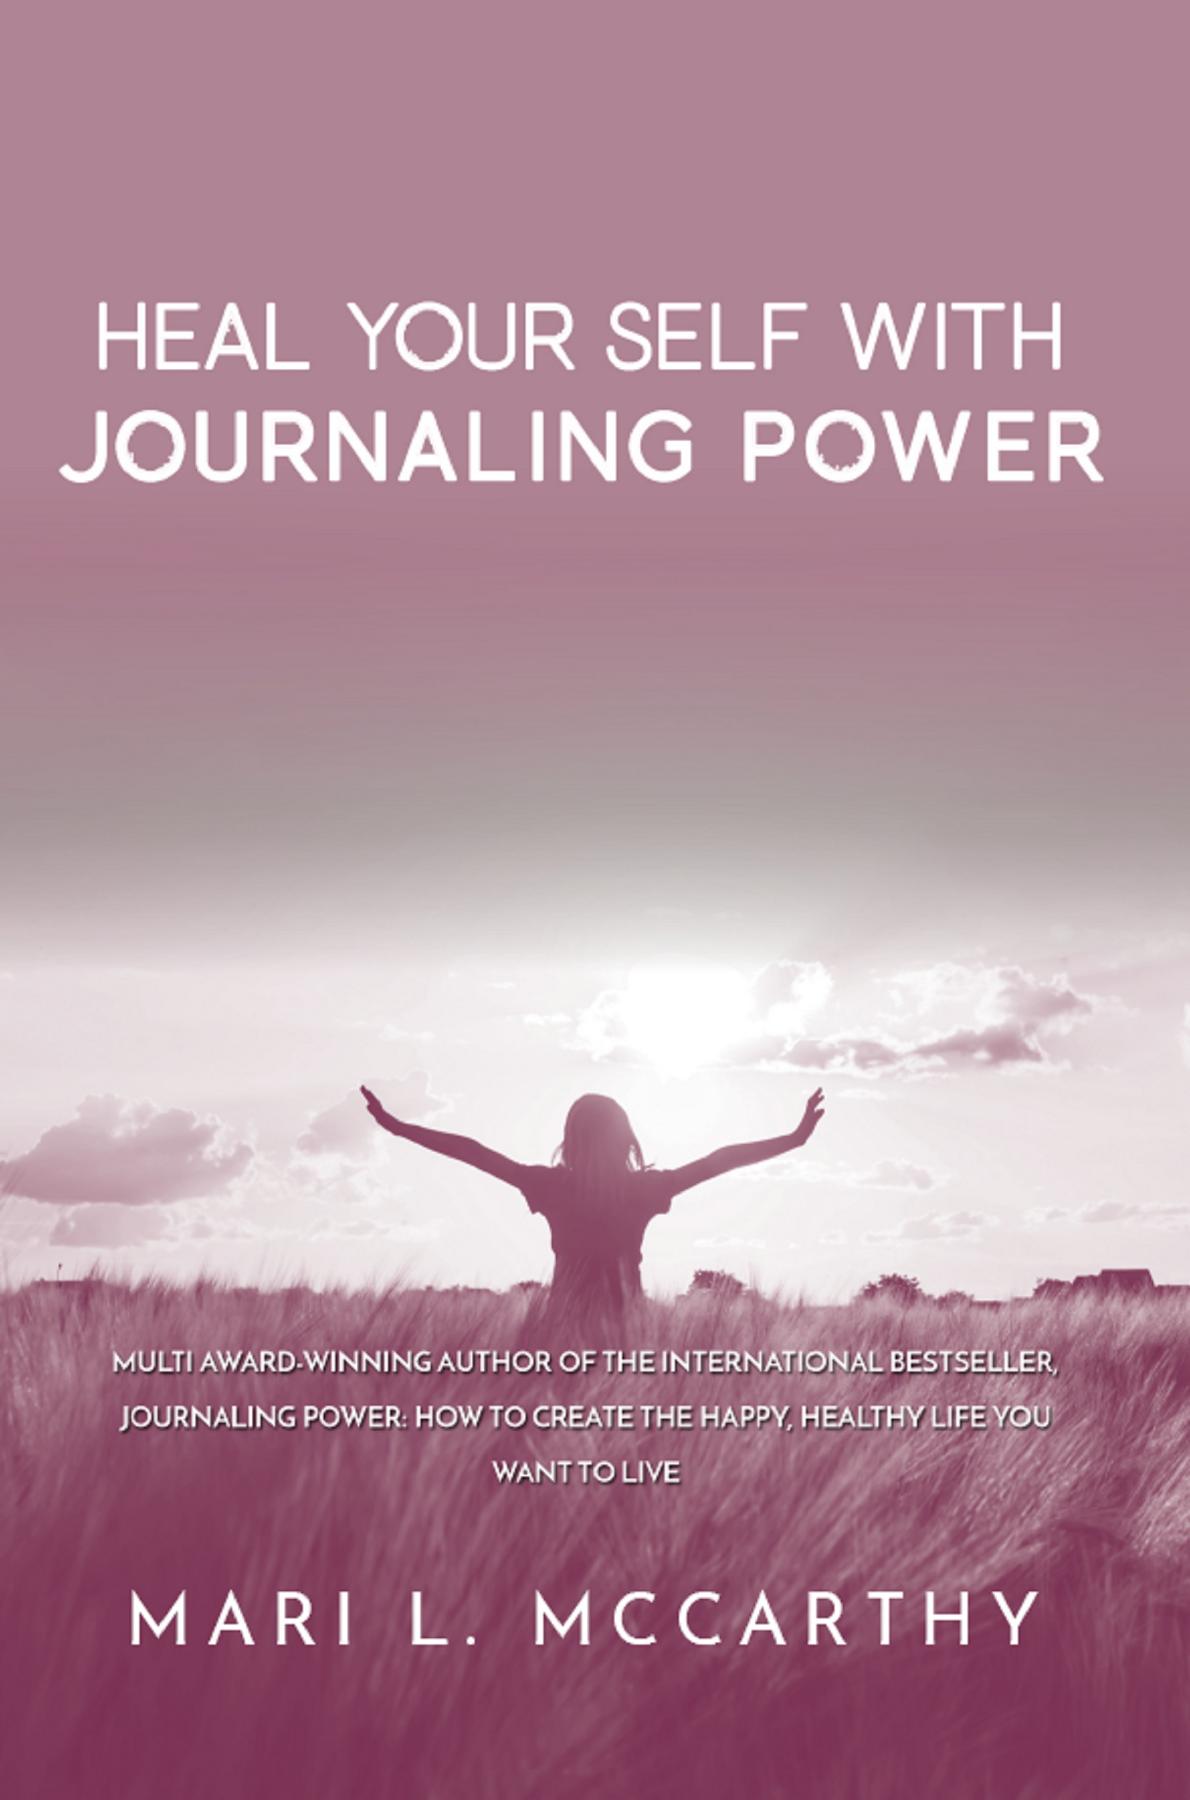 HEAL YOUR SELF WITH
JOURNALING POWER
MULTI AWARD-WINNING AUTHOR OF THE INTERNATIONAL BESTSELLER,
JOURNALING POWER: HOW TO CREATE THE HAPPY, HEALTHY LIFE YOU
WANT TO LIVE
MARI L. MCCARTHY